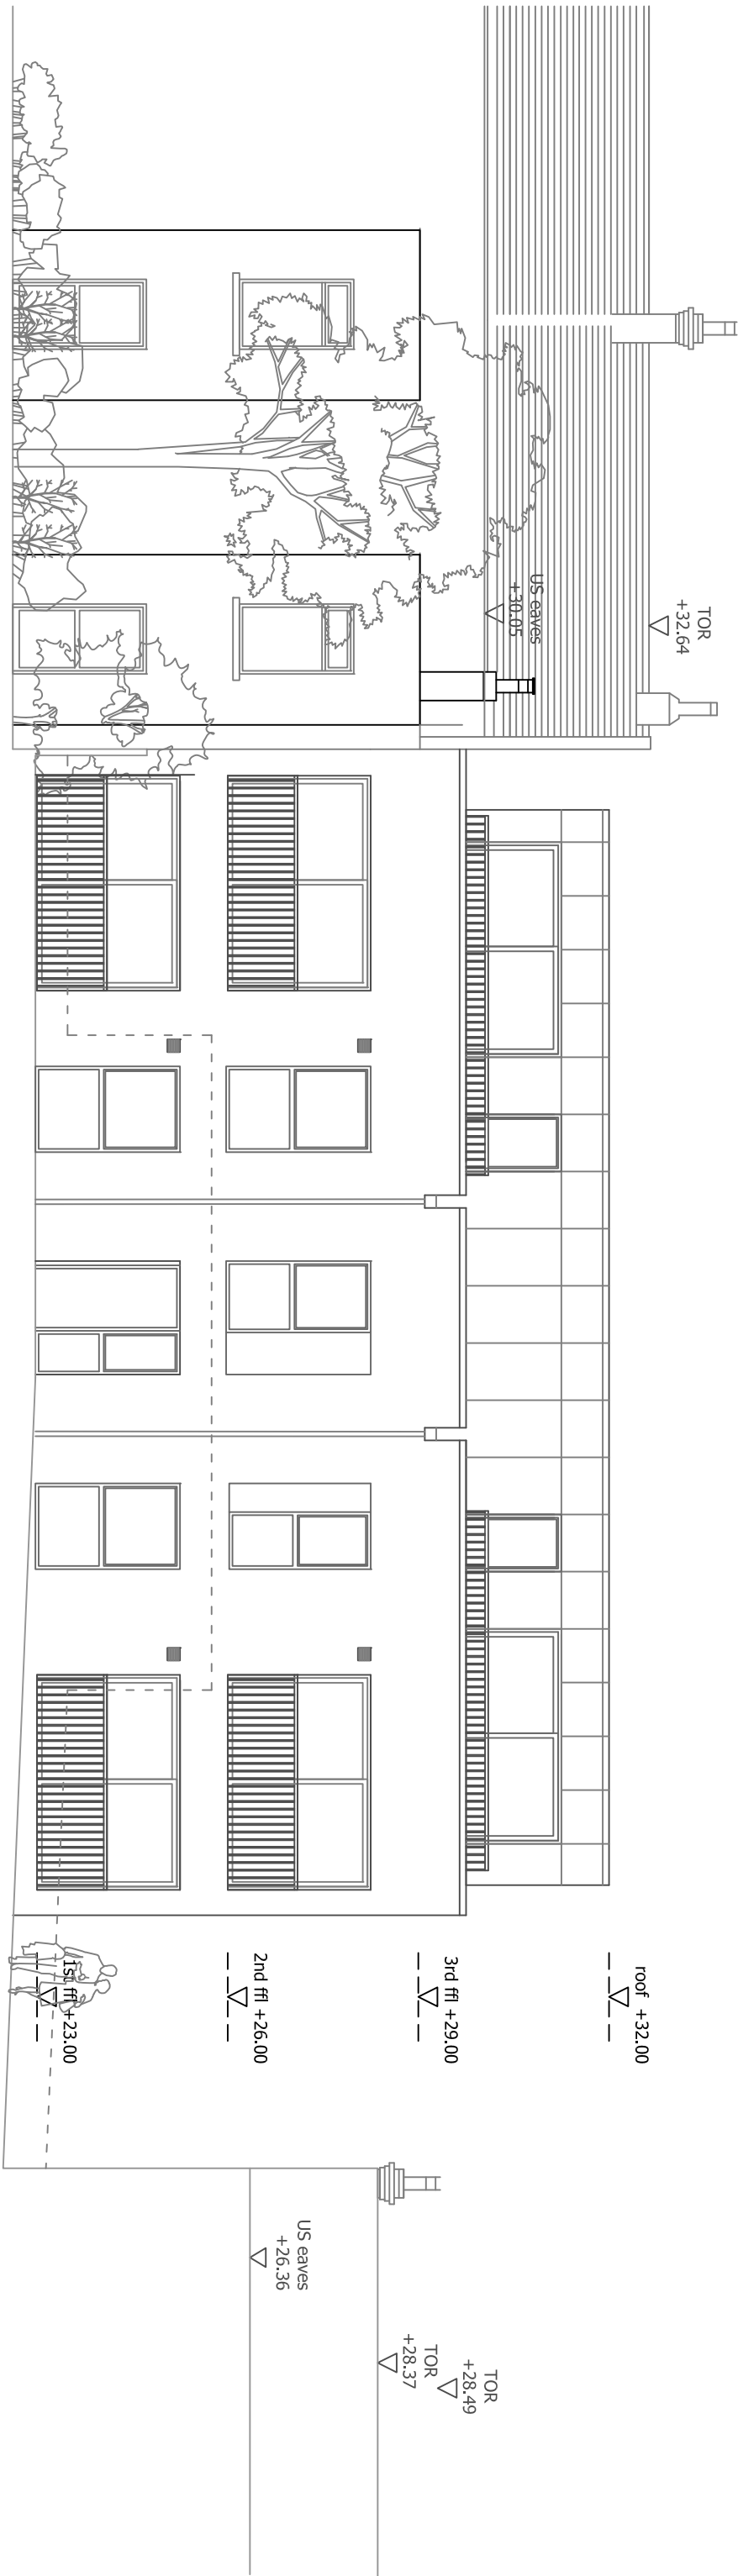 TOR
+32.64
US eaves
+30.05
roof +32.00
3rd ffl +29.00
2nd ffl +26.00
1st ffl +23.00
US eaves
+26.36
TOR
+28.49
TOR
+28.37